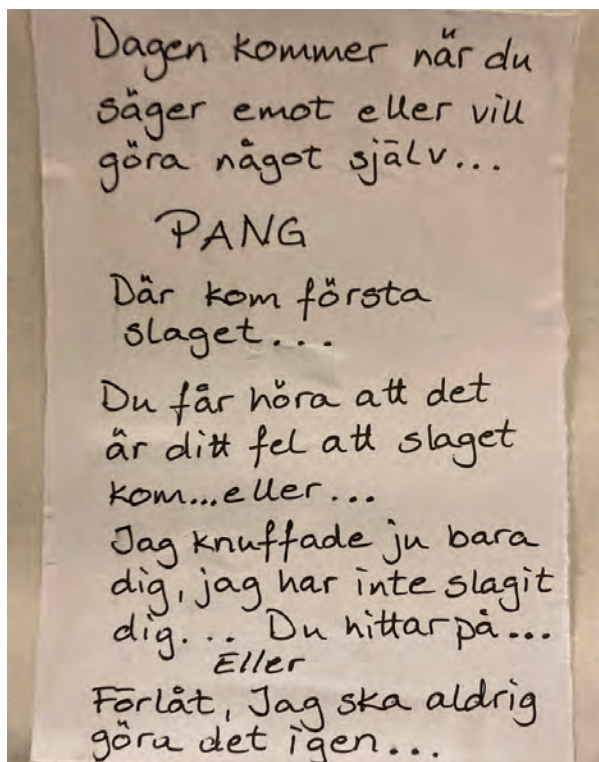 Dagen kommer när du
säger emot eller vill
göra något själv...
PANG
Där kom första
slaget...
Du får höra att det
är ditt fel att slaget
kom...eller...
Jag knuffade ju bara
dig, jag har inte slagit
dig... Du hittar på...
Eller
Förlåt, Jag ska aldrig
göra det igen...